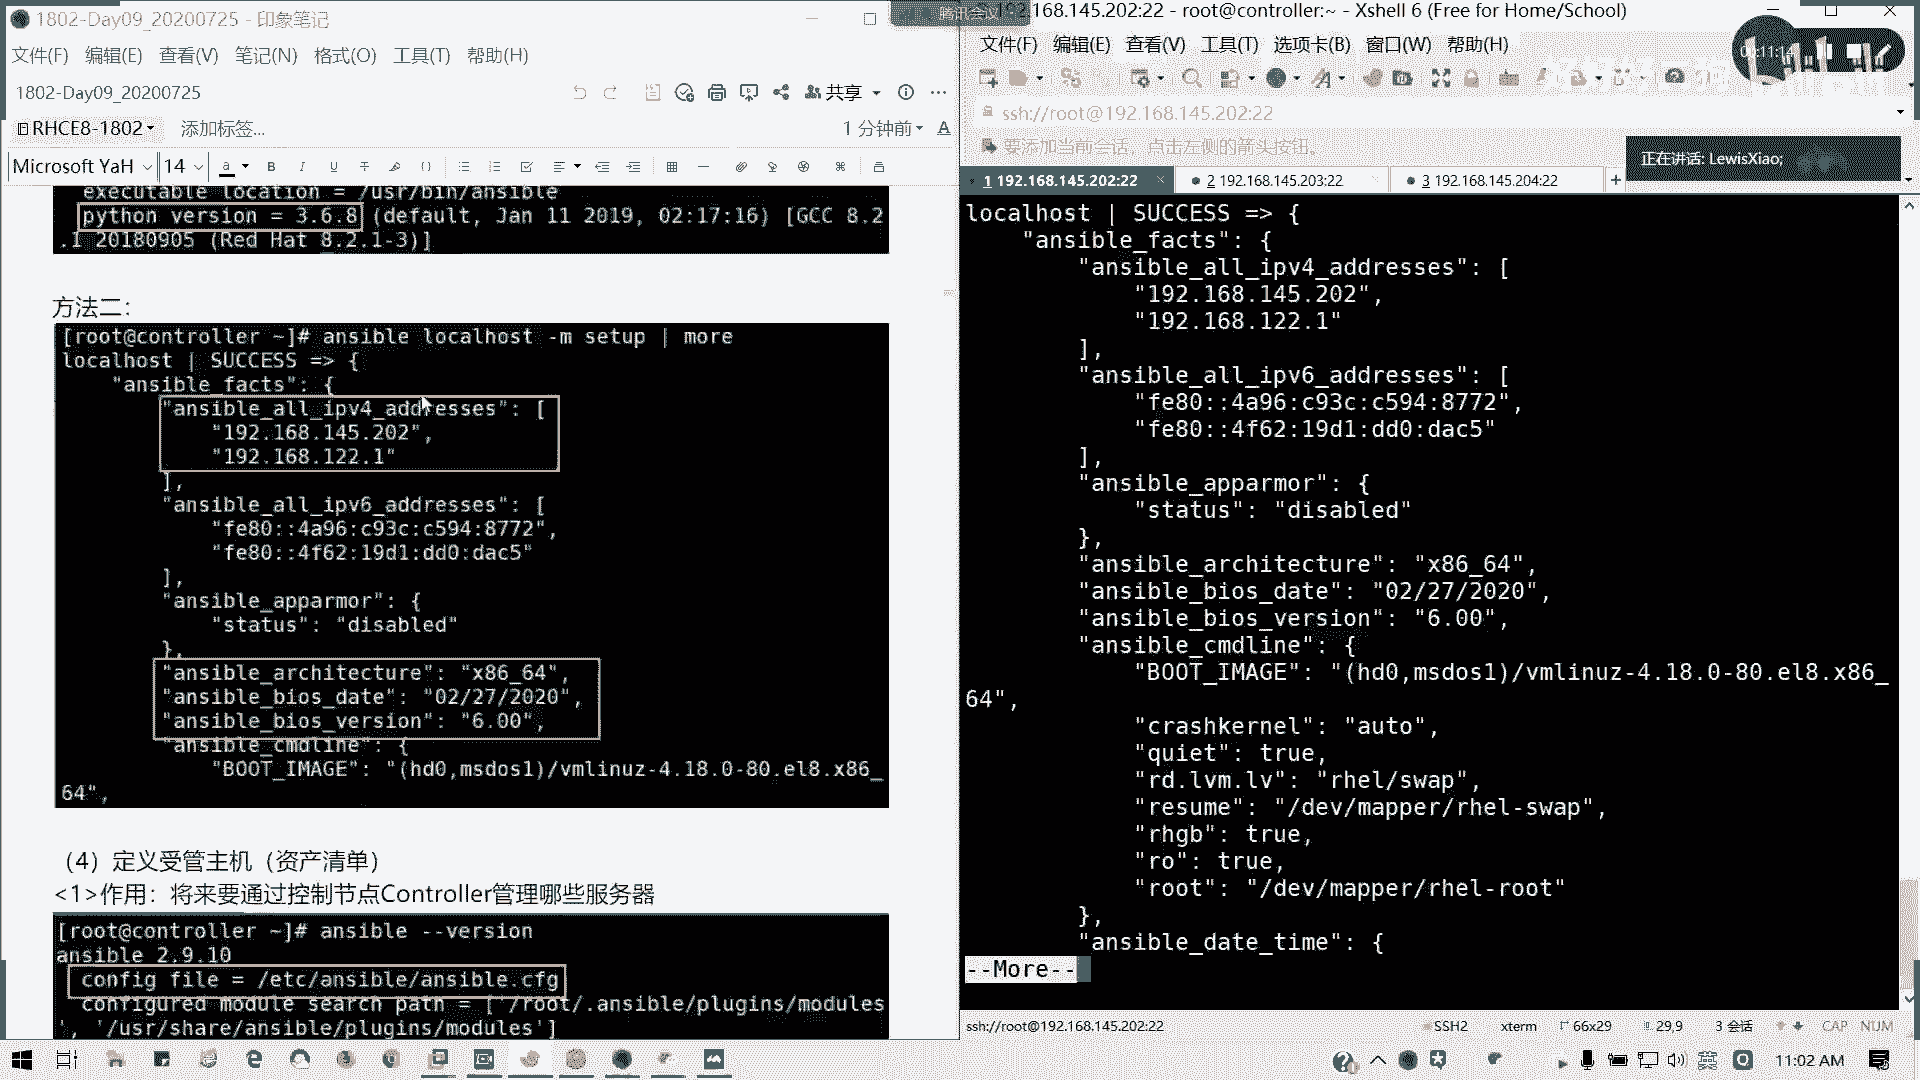 1802-Day09_20200725 - 印象笔记
文件(F) 编辑(E) 查看(V) 笔记(N) 格式(O) 工具(T) 帮助(H)
1802-Day09_20200725
共享
RHCE8-1802 添加标签... 1 分钟前
Microsoft YaH 14
executable location = /usr/bin/ansible
python version = 3.6.8 (default, Jan 11 2019, 02:17:16) [GCC 8.2
.1 20180905 (Red Hat 8.2.1-3)]
方法二：
[root@controller ~]# ansible localhost -m setup | more
localhost | SUCCESS => {
"ansible_facts": {
"ansible_all_ipv4_addresses": [
"192.168.145.202",
"192.168.122.1"
],
"ansible_all_ipv6_addresses": [
"fe80::4a96:c93c:c594:8772",
"fe80::4f62:19d1:dd0:dac5"
],
"ansible_apparmor": {
"status": "disabled"
},
"ansible_architecture": "x86_64",
"ansible_bios_date": "02/27/2020",
"ansible_bios_version": "6.00",
"ansible_cmdline": {
"BOOT_IMAGE": "(hd0,msdos1)/vmlinuz-4.18.0-80.el8.x86_
64",
（4）定义受管主机（资产清单）
<1>作用：将来要通过控制节点Controller管理哪些服务器
[root@controller ~]# ansible --version
ansible 2.9.10
config file = /etc/ansible/ansible.cfg
configured module search path = ['/root/.ansible/plugins/modules
', '/usr/share/ansible/plugins/modules']
腾讯会议
192.168.145.202:22 - root@controller:~ - Xshell 6 (Free for Home/School)
文件(F) 编辑(E) 查看(V) 工具(T) 选项卡(B) 窗口(W) 帮助(H)
00:11:14
ssh://root@192.168.145.202:22
要添加当前会话，点击左侧的箭头按钮。
正在讲话: LewisXiao;
1 192.168.145.202:22 2 192.168.145.203:22 3 192.168.145.204:22
localhost | SUCCESS => {
"ansible_facts": {
"ansible_all_ipv4_addresses": [
"192.168.145.202",
"192.168.122.1"
],
"ansible_all_ipv6_addresses": [
"fe80::4a96:c93c:c594:8772",
"fe80::4f62:19d1:dd0:dac5"
],
"ansible_apparmor": {
"status": "disabled"
},
"ansible_architecture": "x86_64",
"ansible_bios_date": "02/27/2020",
"ansible_bios_version": "6.00",
"ansible_cmdline": {
"BOOT_IMAGE": "(hd0,msdos1)/vmlinuz-4.18.0-80.el8.x86_
64",
"crashkernel": "auto",
"quiet": true,
"rd.lvm.lv": "rhel/swap",
"resume": "/dev/mapper/rhel-swap",
"rhgb": true,
"ro": true,
"root": "/dev/mapper/rhel-root"
},
"ansible_date_time": {
--More--
ssh://root@192.168.145.202:22 SSH2 xterm 66x29 29,9 3 会话 CAP NUM
英 11:02 AM